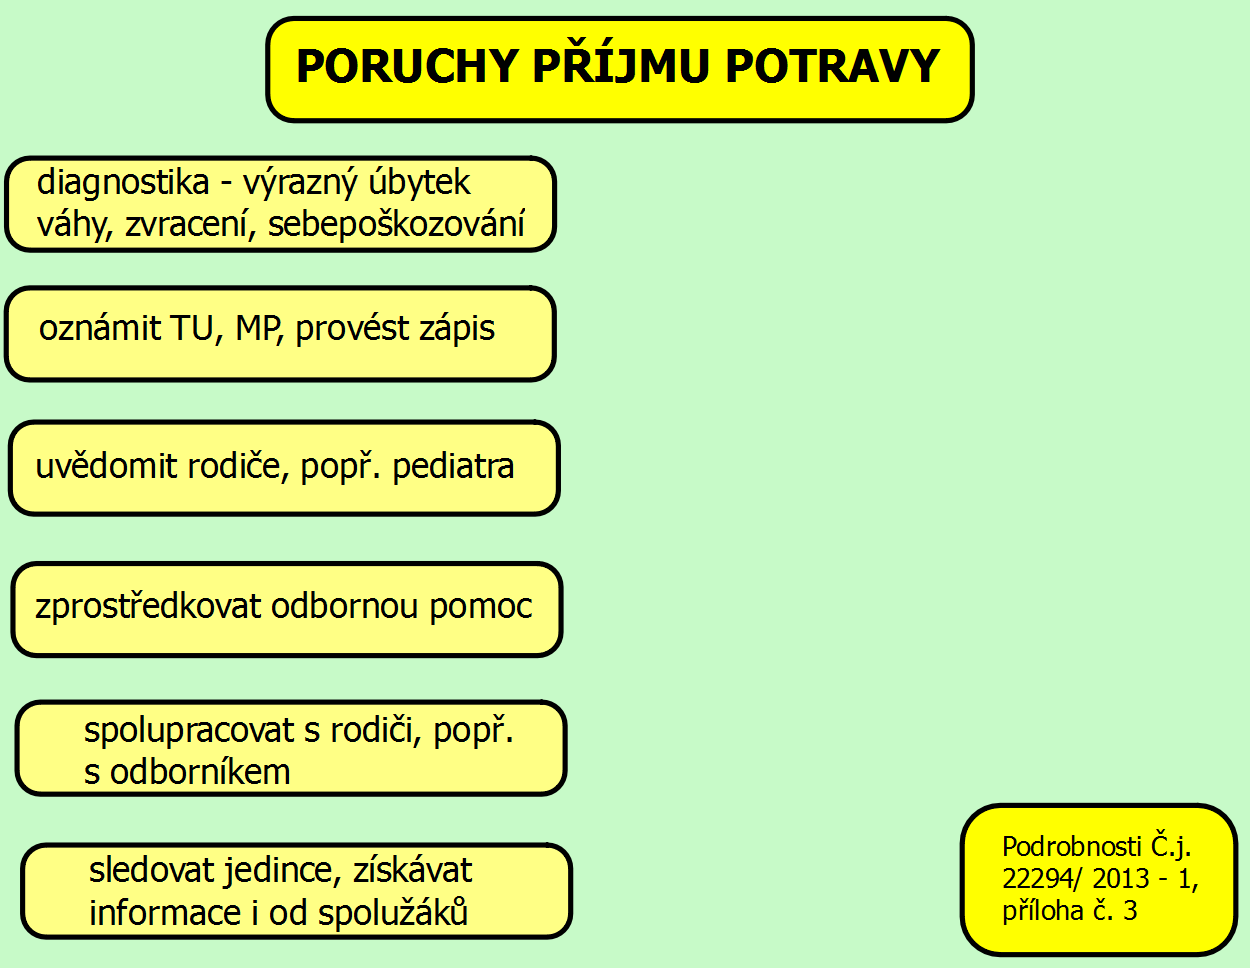 PORUCHY PŘÍJMU POTRAVY
diagnostika - výrazný úbytek
váhy, zvracení, sebepoškozování
oznámit TU, MP, provést zápis
uvědomit rodiče, popř. pediatra
zprostředkovat odbornou pomoc
spolupracovat s rodiči, popř.
s odborníkem
sledovat jedince, získávat
informace i od spolužáků
Podrobnosti Č.j.
22294/ 2013 - 1,
příloha č. 3